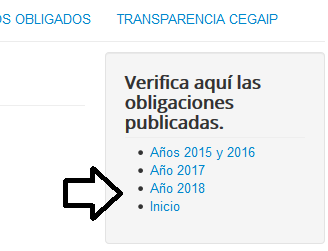 OS OBLIGADOS TRANSPARENCIA CEGAIP
Verifica aquí las
obligaciones
publicadas.
Años 2015 y 2016
Año 2017
Año 2018
Inicio